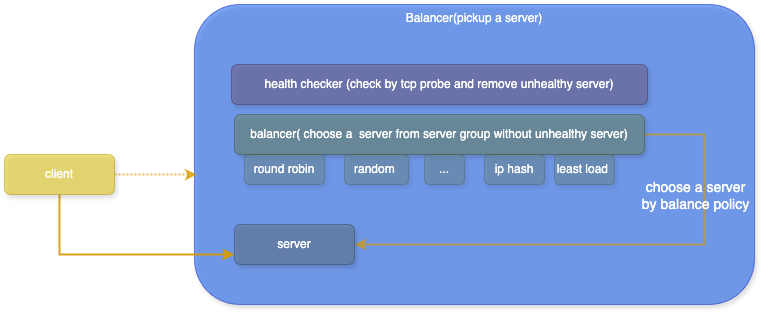 Balancer(pickup a server)
health checker (check by tcp probe and remove unhealthy server)
balancer( choose a server from server group without unhealthy server)
round robin
random
...
ip hash
least load
client
choose a server
by balance policy
server